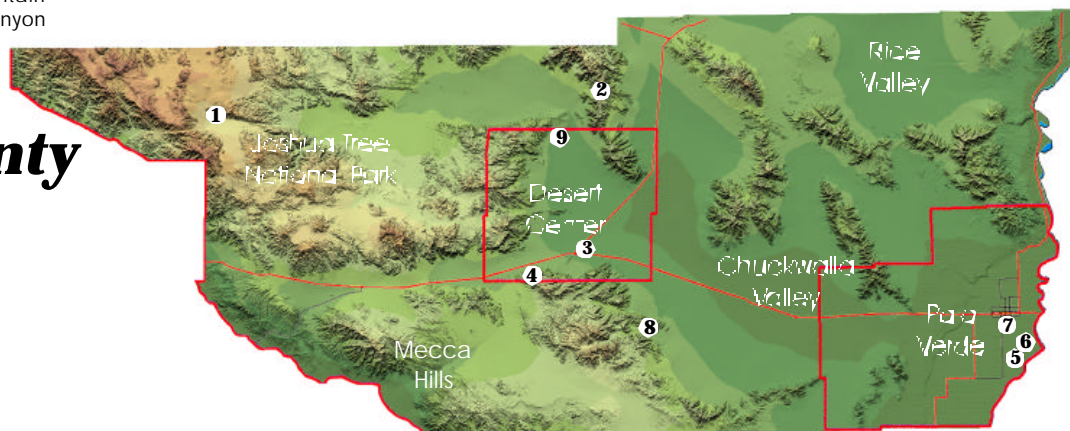 nyon
nty
1
2
9
Rice
Valley
Joshua Tree
National Park
Desert
Center
3
4
Chuckwalla
Valley
8
Mecca
Hills
Palo
Verde
7
6
5